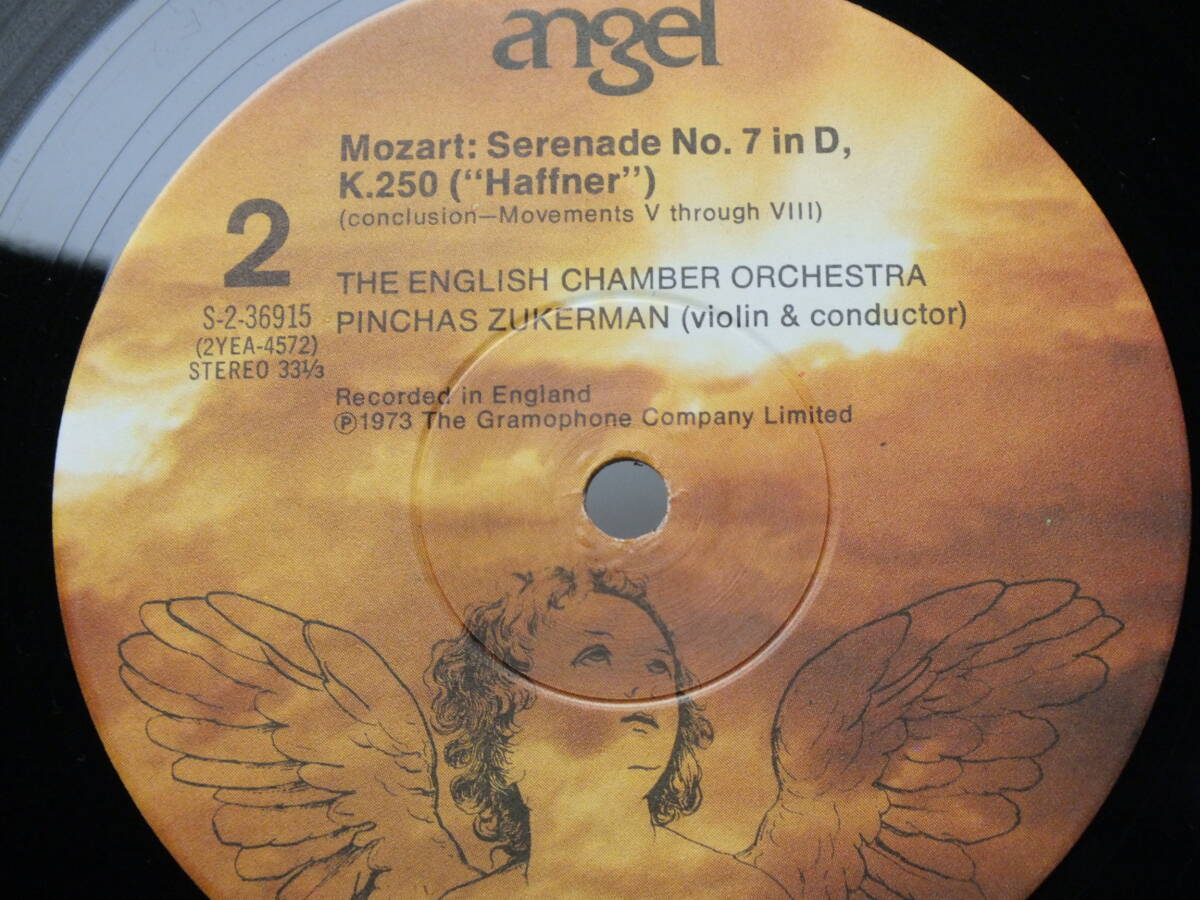 angel
Mozart: Serenade No. 7 in D,
K.250 ("Haffner")
(conclusion—Movements V through VIII)
2
S-2-36915
(2YEA-4572)
STEREO 33⅓
THE ENGLISH CHAMBER ORCHESTRA
PINCHAS ZUKERMAN (violin & conductor)
Recorded in England
Ⓟ1973 The Gramophone Company Limited